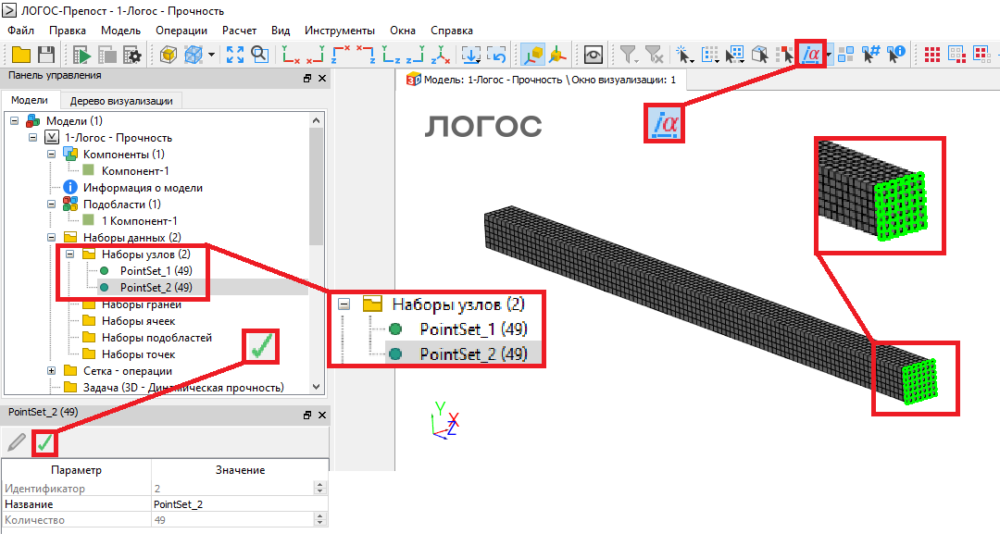 ЛОГОС-Препост - 1-Логос - Прочность
Файл Правка Модель Операции Расчет Вид Инструменты Окна Справка
Панель управления
Модели Дерево визуализации
Модели (1)
1-Логос - Прочность
Компоненты (1)
Компонент-1
Информация о модели
Подобласти (1)
1 Компонент-1
Наборы данных (2)
Наборы узлов (2)
PointSet_1 (49)
PointSet_2 (49)
Наборы граней
Наборы ячеек
Наборы подобластей
Наборы точек
Сетка - операции
Задача (3D - Динамическая прочность)
PointSet_2 (49)
Параметр Значение
Идентификатор 2
Название PointSet_2
Количество 49
Наборы узлов (2)
PointSet_1 (49)
PointSet_2 (49)
Модель: 1-Логос - Прочность \ Окно визуализации: 1
ЛОГОС
iα
Y
X
Z